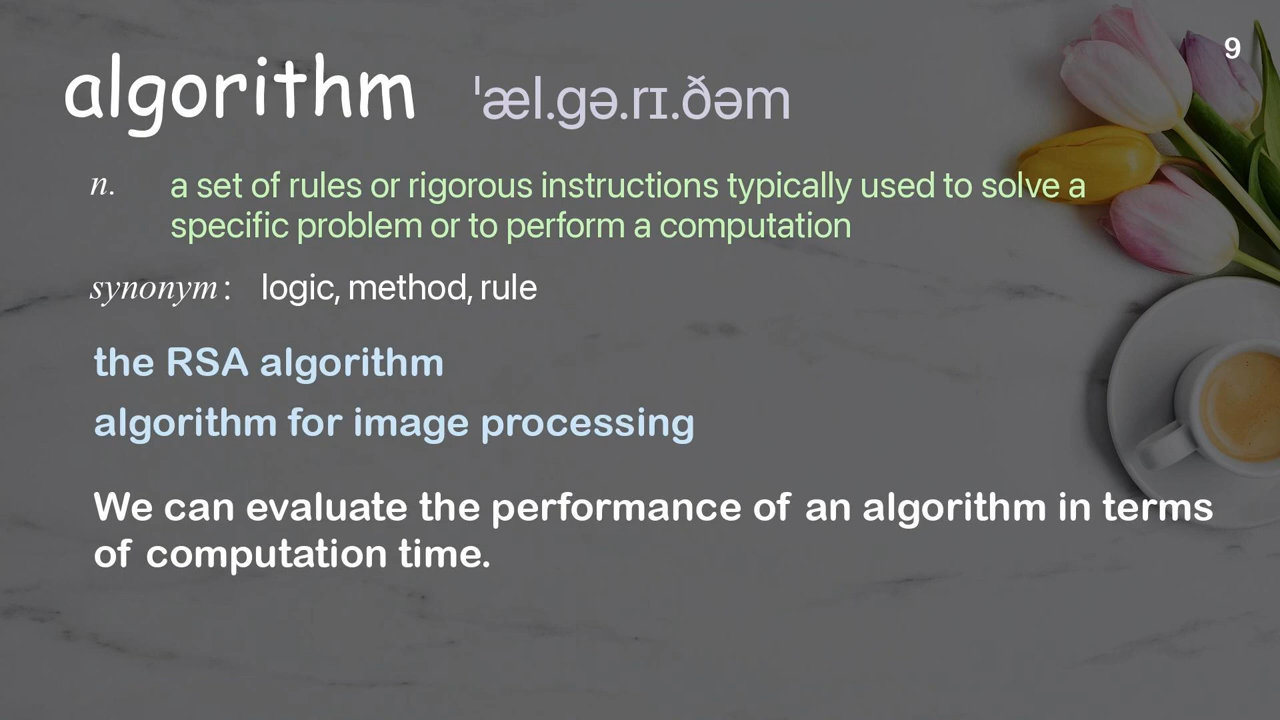 9
algorithm ˈæl.gə.rɪ.ðəm
n. a set of rules or rigorous instructions typically used to solve a
specific problem or to perform a computation
synonym: logic, method, rule
the RSA algorithm
algorithm for image processing
We can evaluate the performance of an algorithm in terms
of computation time.